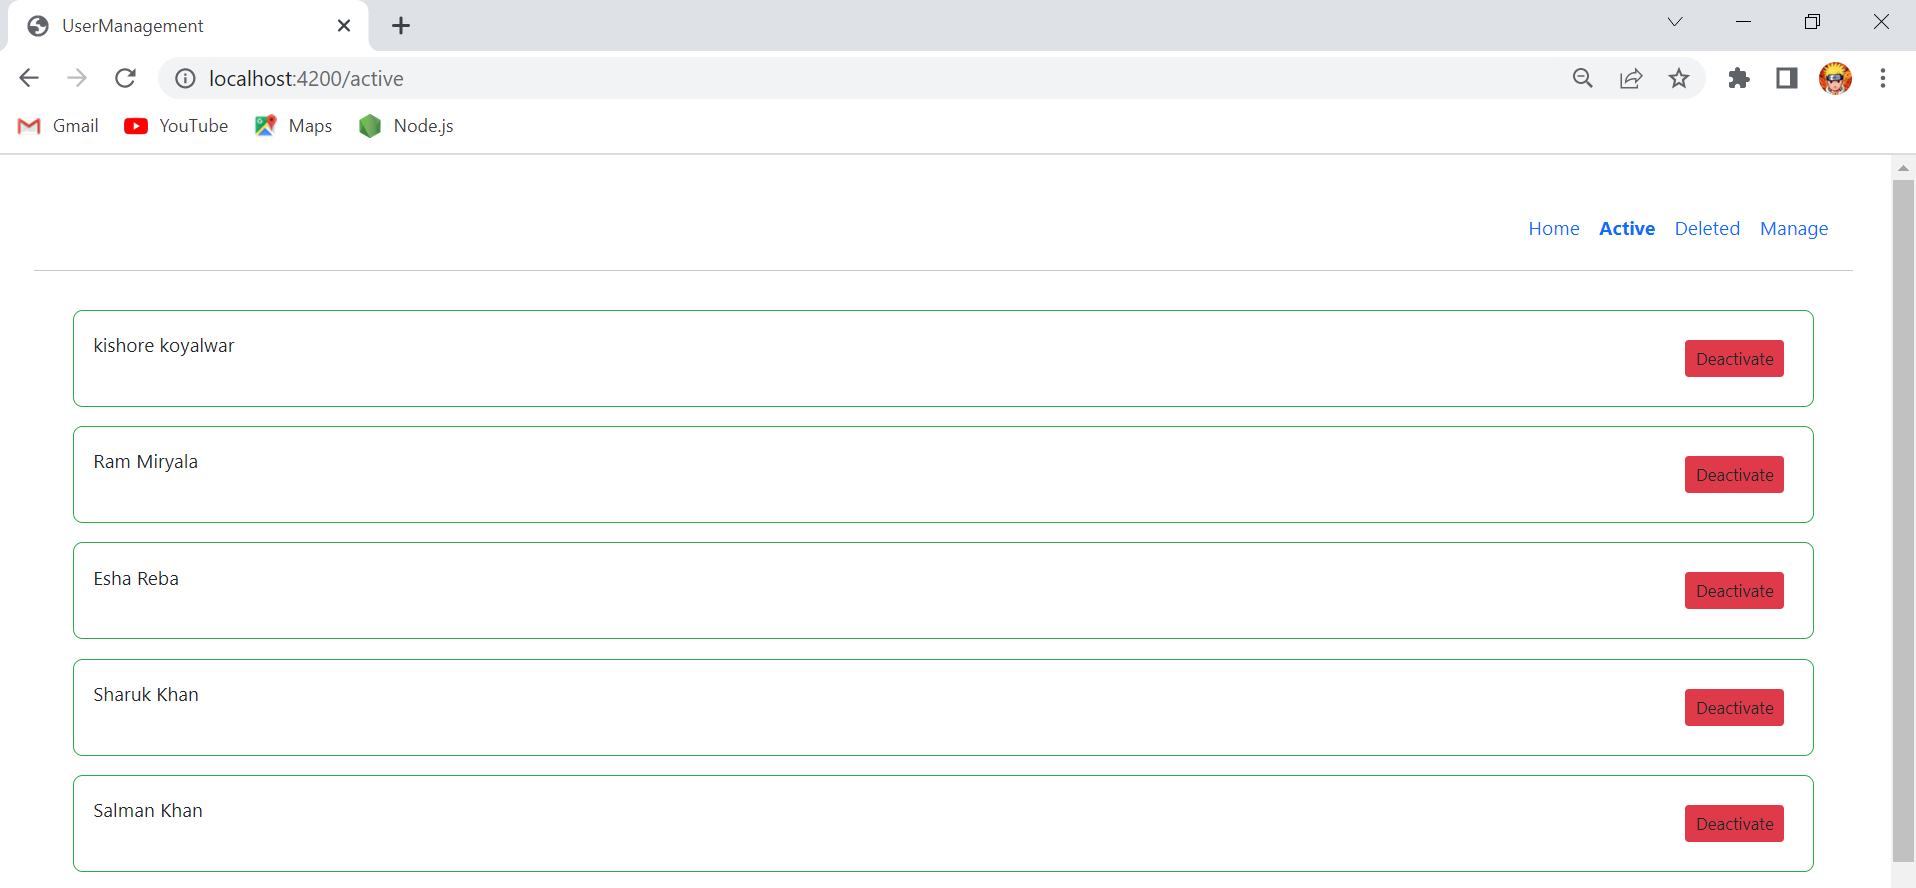 UserManagement
localhost:4200/active
Gmail YouTube Maps Node.js
Home Active Deleted Manage
kishore koyalwar
Deactivate
Ram Miryala
Deactivate
Esha Reba
Deactivate
Sharuk Khan
Deactivate
Salman Khan
Deactivate